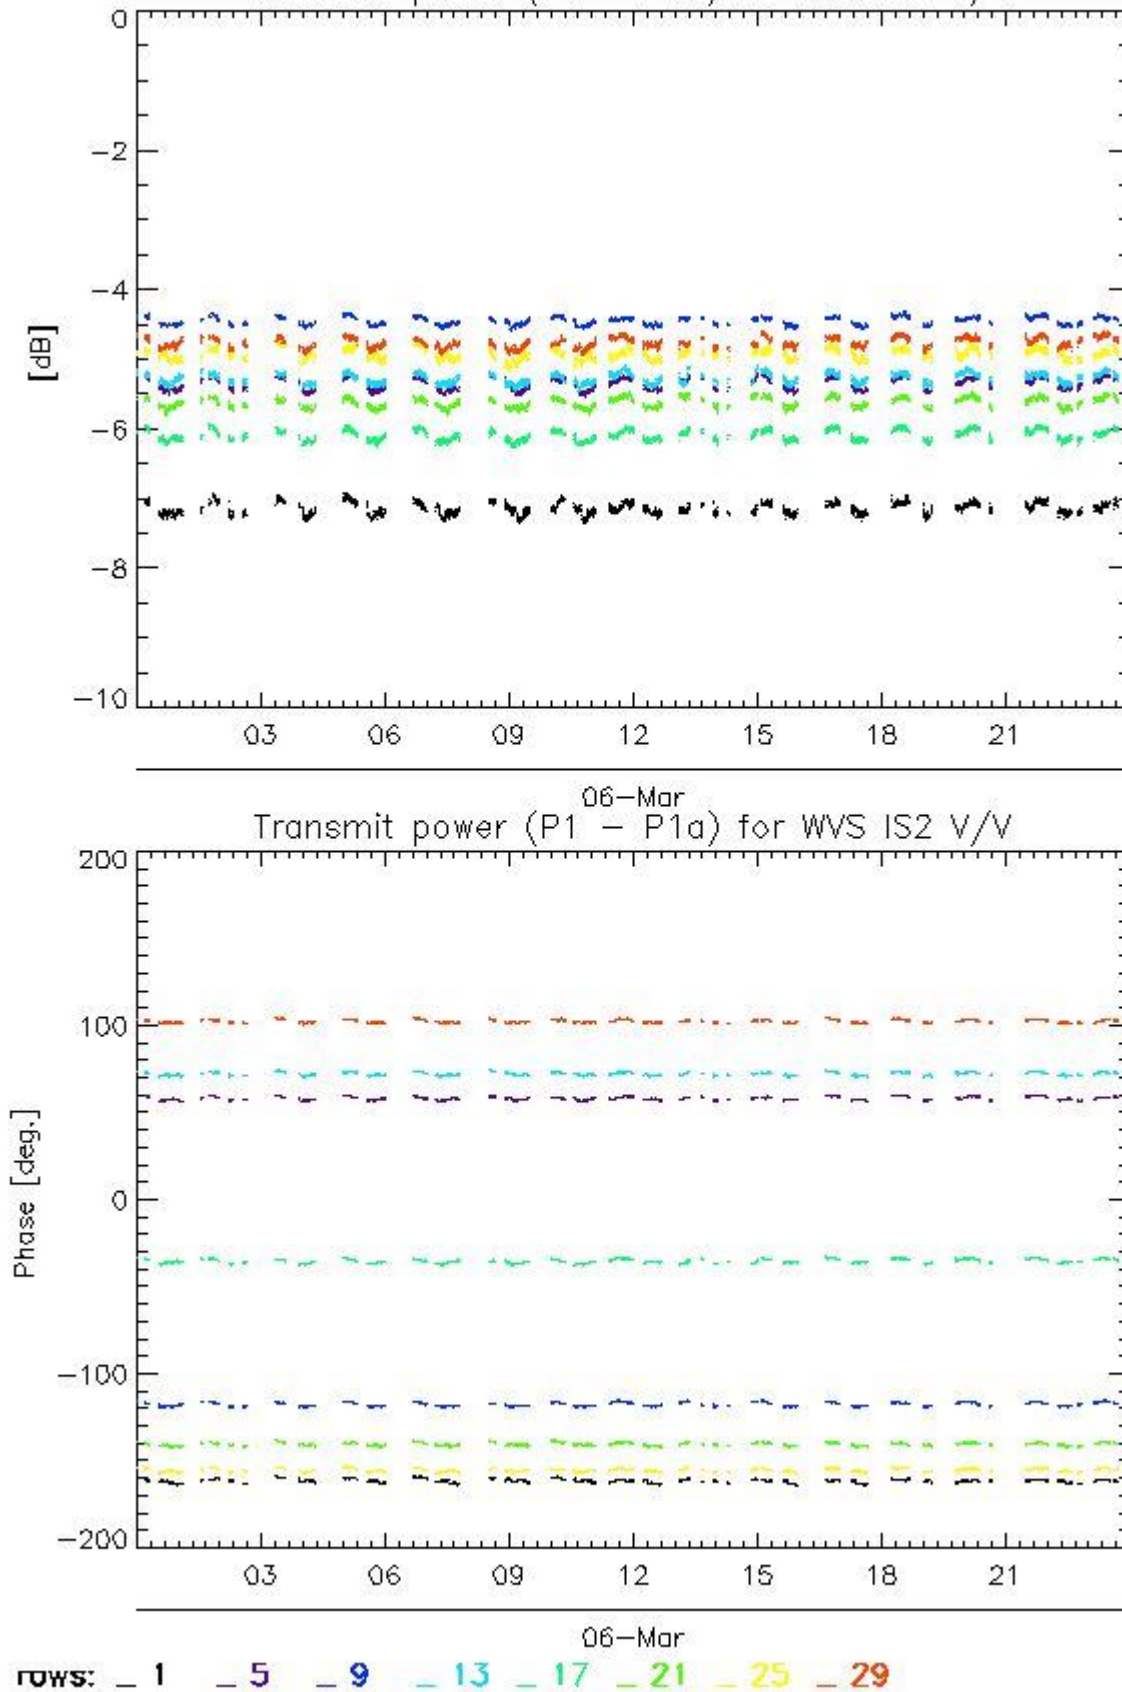 0
-2
-4
-6
-8
-10
[dB]
03 06 09 12 15 18 21
06-Mar
Transmit power (P1 - P1a) for WVS IS2 V/V
200
100
0
-100
-200
Phase [deg.]
03 06 09 12 15 18 21
06-Mar
rows: _ 1 _ 5 _ 9 _ 13 _ 17 _ 21 _ 25 _ 29